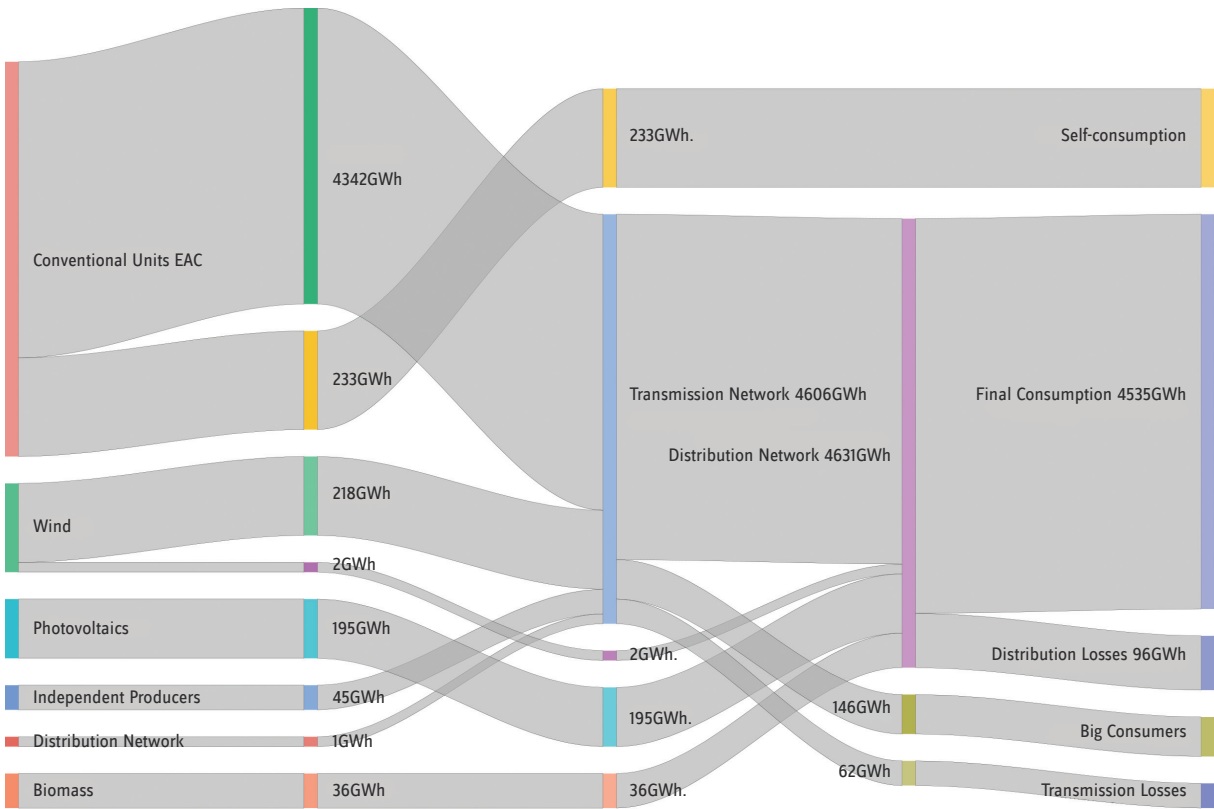 233GWh.
Self-consumption
4342GWh
Conventional Units EAC
233GWh
Transmission Network 4606GWh
Final Consumption 4535GWh
Distribution Network 4631GWh
218GWh
Wind
2GWh
Photovoltaics
195GWh
2GWh.
Distribution Losses 96GWh
Independent Producers
45GWh
195GWh.
146GWh
Big Consumers
Distribution Network
1GWh
62GWh
Biomass
36GWh
36GWh.
Transmission Losses